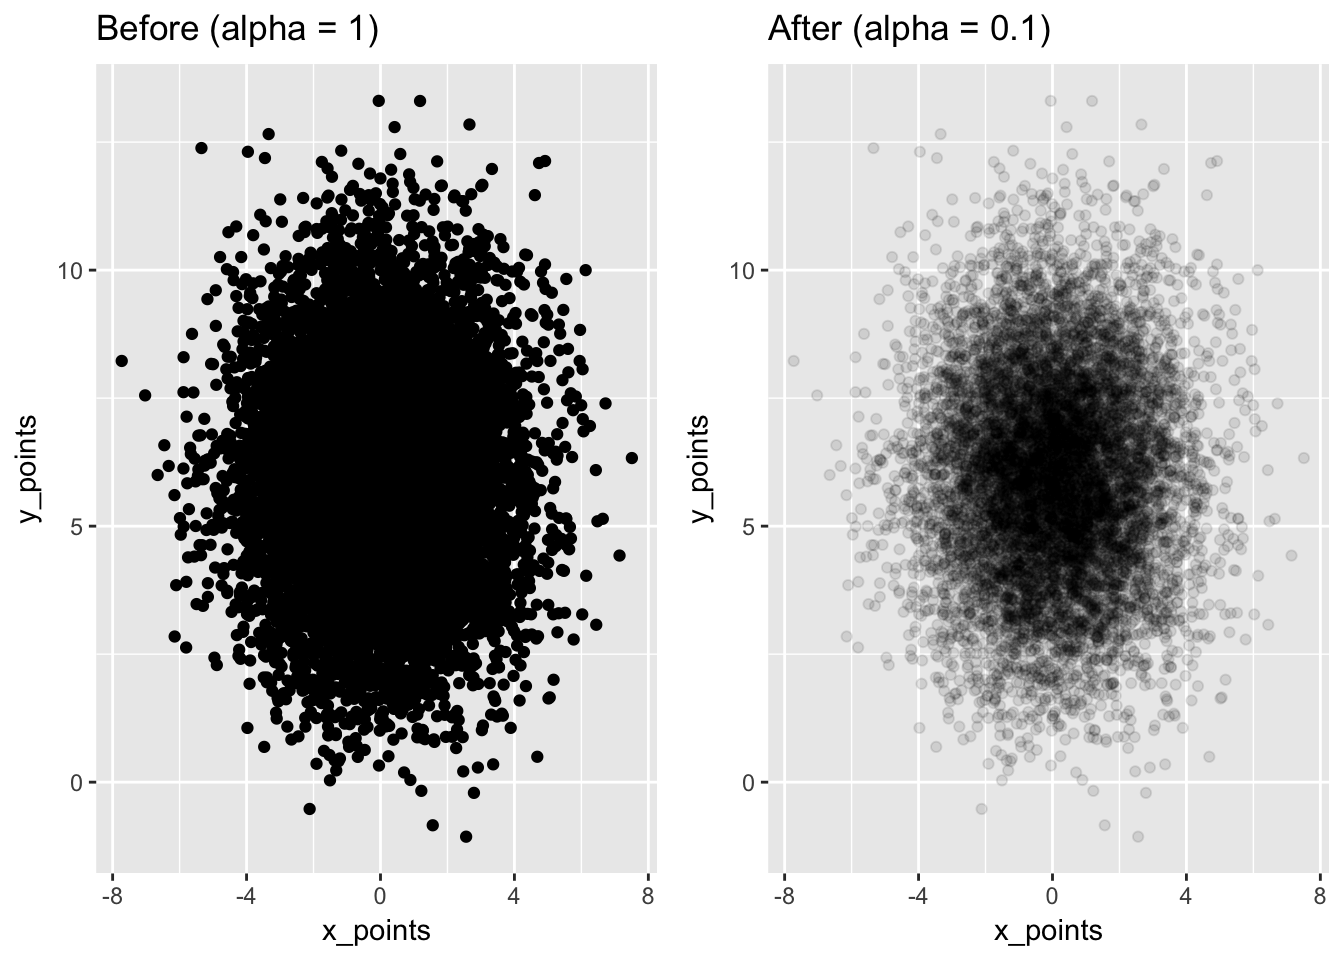 Before (alpha = 1)
y_points
10
5
0
-8 -4 0 4 8
x_points
After (alpha = 0.1)
y_points
10
5
0
-8 -4 0 4 8
x_points